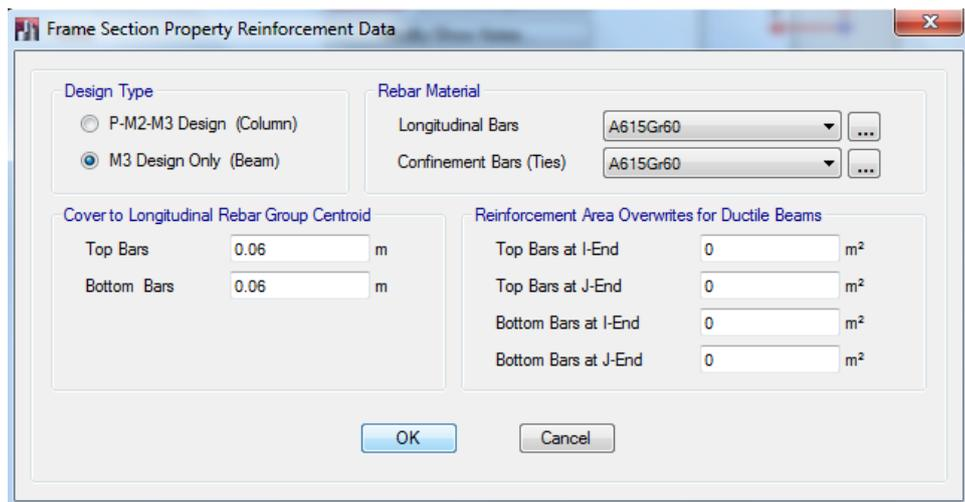 Frame Section Property Reinforcement Data
Design Type
P-M2-M3 Design (Column)
M3 Design Only (Beam)
Rebar Material
Longitudinal Bars A615Gr60 ...
Confinement Bars (Ties) A615Gr60 ...
Cover to Longitudinal Rebar Group Centroid
Top Bars 0.06 m
Bottom Bars 0.06 m
Reinforcement Area Overwrites for Ductile Beams
Top Bars at I-End 0 m²
Top Bars at J-End 0 m²
Bottom Bars at I-End 0 m²
Bottom Bars at J-End 0 m²
OK Cancel